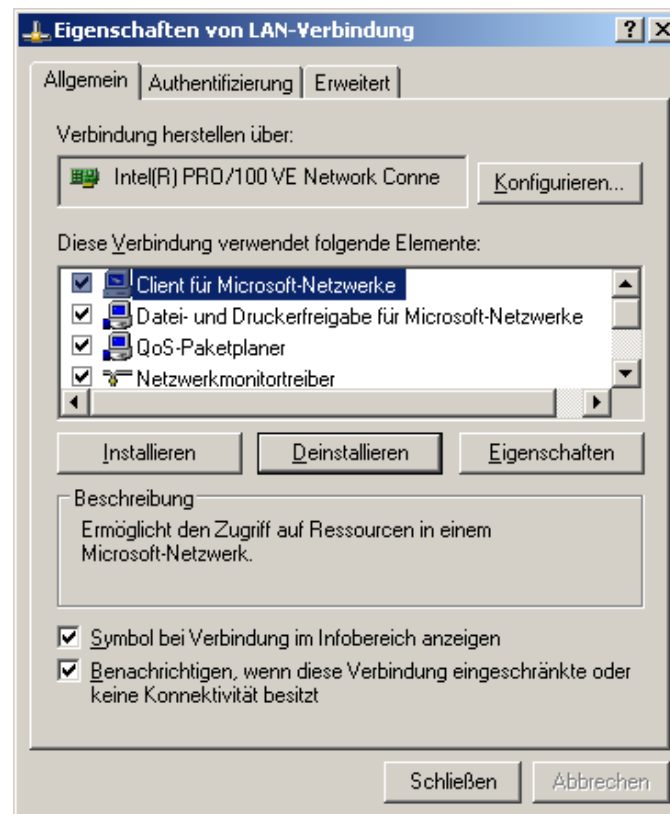 Eigenschaften von LAN-Verbindung
Allgemein Authentifizierung Erweitert
Verbindung herstellen über:
Intel(R) PRO/100 VE Network Conne
Konfigurieren...
Diese Verbindung verwendet folgende Elemente:
Client für Microsoft-Netzwerke
Datei- und Druckerfreigabe für Microsoft-Netzwerke
QoS-Paketplaner
Netzwerkmonitortreiber
Installieren Deinstallieren Eigenschaften
Beschreibung
Ermöglicht den Zugriff auf Ressourcen in einem
Microsoft-Netzwerk.
Symbol bei Verbindung im Infobereich anzeigen
Benachrichtigen, wenn diese Verbindung eingeschränkte oder
keine Konnektivität besitzt
Schließen Abbrechen